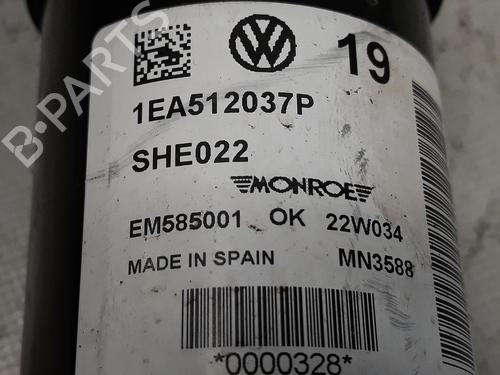 B-PARTS
19
1EA512037P
SHE022
MONROE
EM585001 OK 22W034
MADE IN SPAIN MN3588
*0000328*